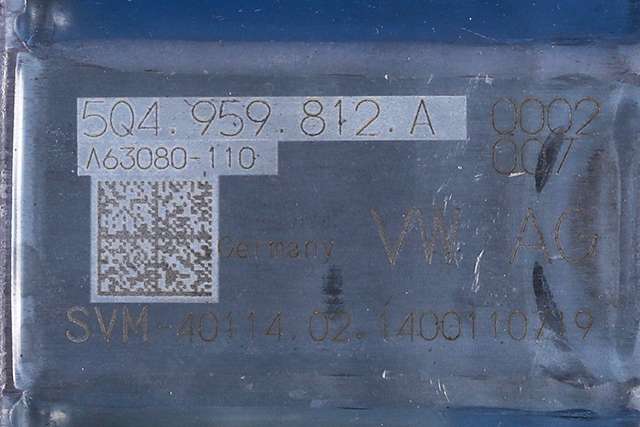 5Q4.959.812.A 0002
A63080-110 007
Germany VW AG
SVM-40114.02.1400110719